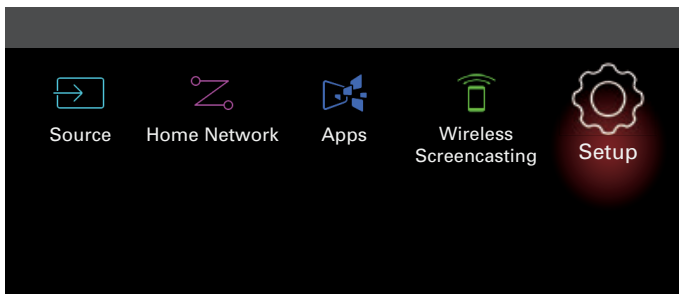 Source
Home Network
Apps
Wireless
Screencasting
Setup